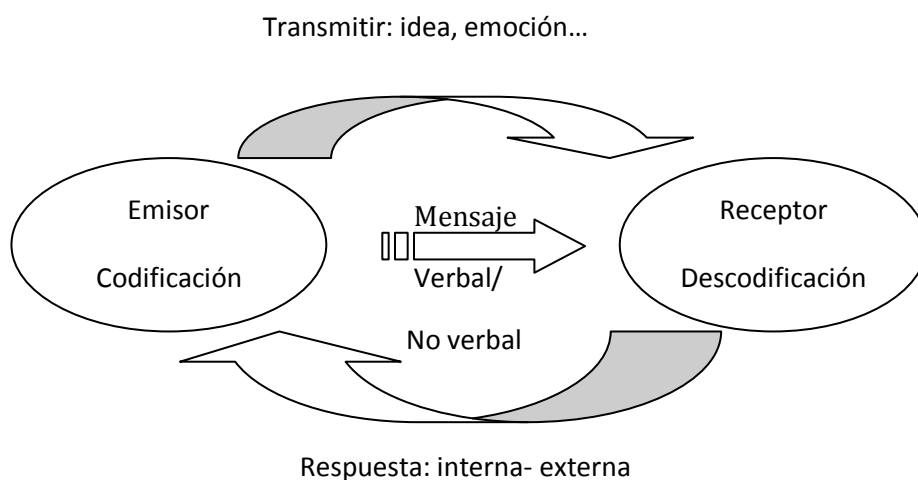 Transmitir: idea, emoción…
Emisor
Codificación
Mensaje
Verbal/
No verbal
Receptor
Descodificación
Respuesta: interna- externa